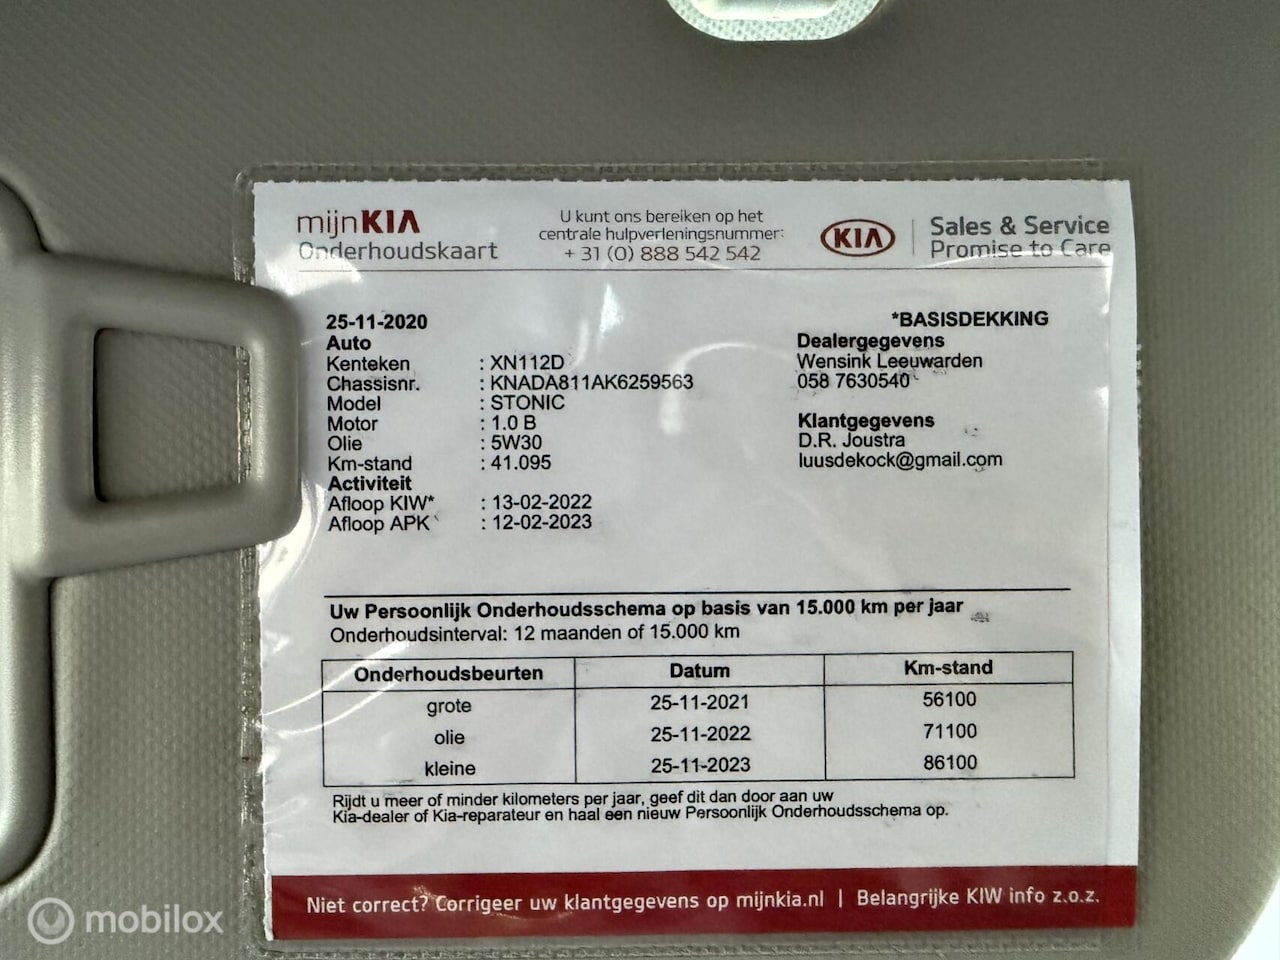 mijnKIA
Onderhoudskaart
U kunt ons bereiken op het
centrale hulpverleningsnummer:
+ 31 (0) 888 542 542
KIA
Sales & Service
Promise to Care
25-11-2020
*BASISDEKKING
Auto
Kenteken : XN112D
Chassisnr. : KNADA811AK6259563
Model : STONIC
Motor : 1.0 B
Olie : 5W30
Km-stand : 41.095
Activiteit
Afloop KIW* : 13-02-2022
Afloop APK : 12-02-2023
Dealergegevens
Wensink Leeuwarden
058 7630540
Klantgegevens
D.R. Joustra
luusdekock@gmail.com
Uw Persoonlijk Onderhoudsschema op basis van 15.000 km per jaar
Onderhoudsinterval: 12 maanden of 15.000 km
Onderhoudsbeurten Datum Km-stand
grote 25-11-2021 56100
olie 25-11-2022 71100
kleine 25-11-2023 86100
Rijdt u meer of minder kilometers per jaar, geef dit dan door aan uw
Kia-dealer of Kia-reparateur en haal een nieuw Persoonlijk Onderhoudsschema op.
Niet correct? Corrigeer uw klantgegevens op mijnkia.nl | Belangrijke KIW info z.o.z.
mobilox